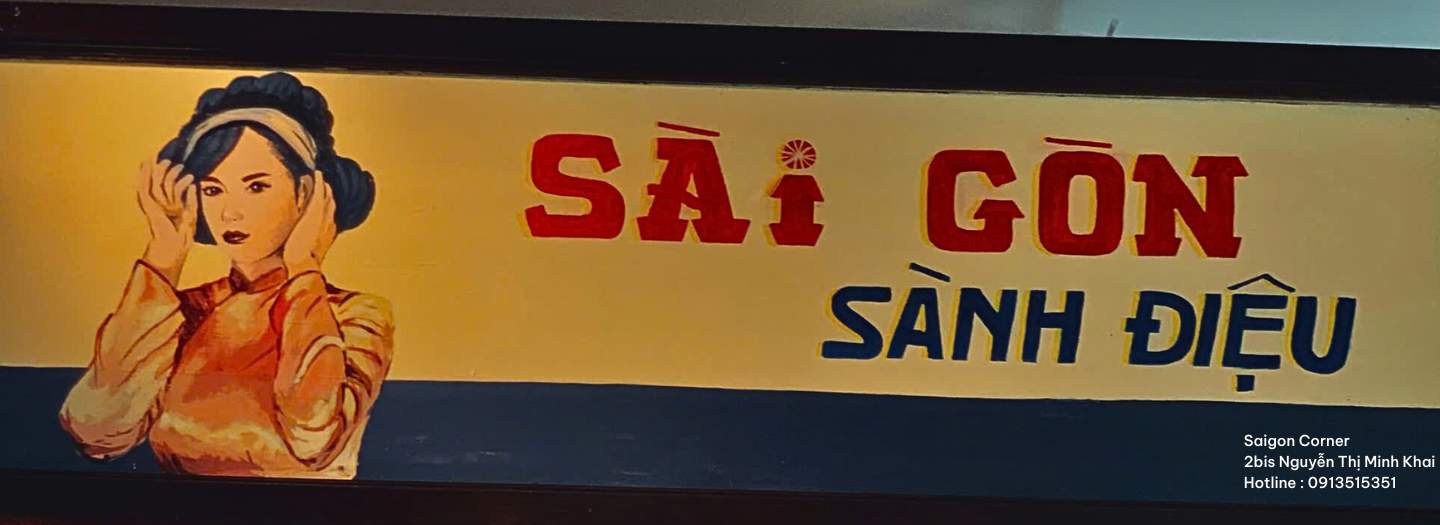 SÀi GÒN
SÀNH ĐIỆU
Saigon Corner
2bis Nguyễn Thị Minh Khai
Hotline : 0913515351